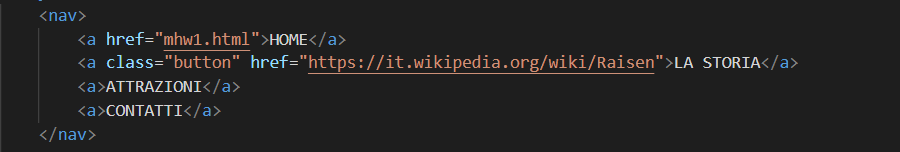 <nav>
<a href="mhw1.html">HOME</a>
<a class="button" href="https://it.wikipedia.org/wiki/Raisen">LA STORIA</a>
<a>ATTRAZIONI</a>
<a>CONTATTI</a>
</nav>